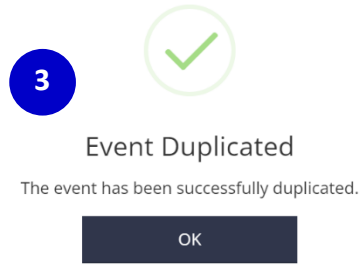 3
Event Duplicated
The event has been successfully duplicated.
OK